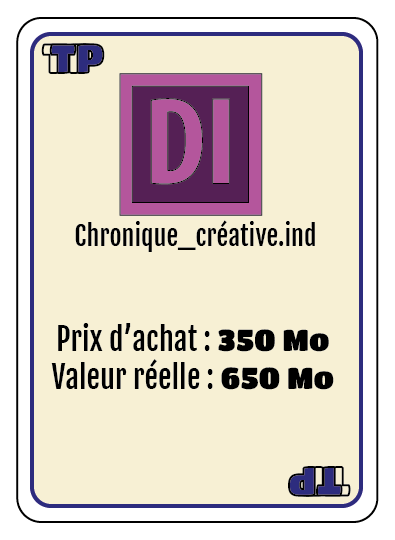 TP
DI
Chronique_créative.ind
Prix d'achat : 350 Mo
Valeur réelle : 650 Mo
TP